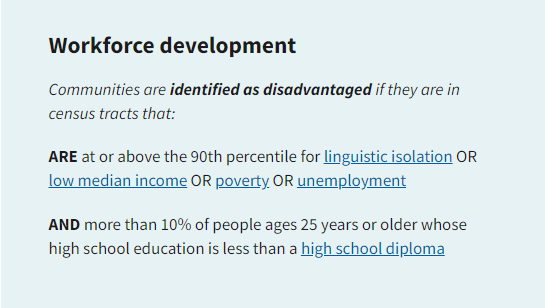 Workforce development
Communities are identified as disadvantaged if they are in
census tracts that:
ARE at or above the 90th percentile for linguistic isolation OR
low median income OR poverty OR unemployment
AND more than 10% of people ages 25 years or older whose
high school education is less than a high school diploma